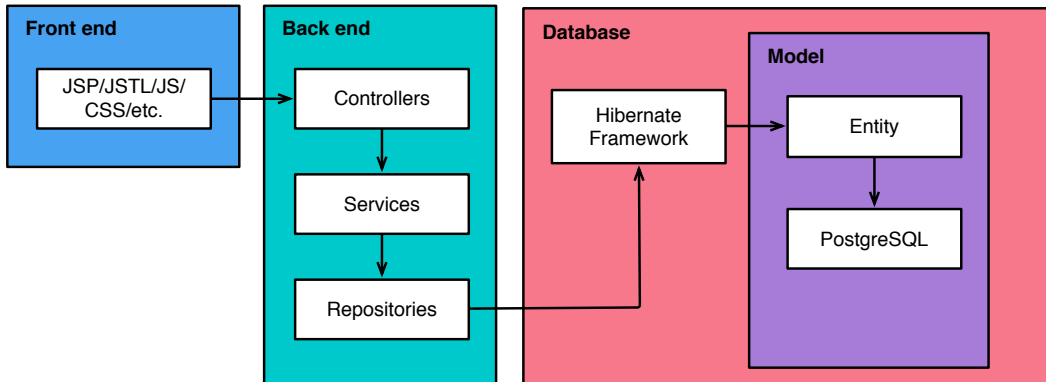 Front end
JSP/JSTL/JS/
CSS/etc.
Back end
Controllers
Services
Repositories
Database
Hibernate
Framework
Model
Entity
PostgreSQL